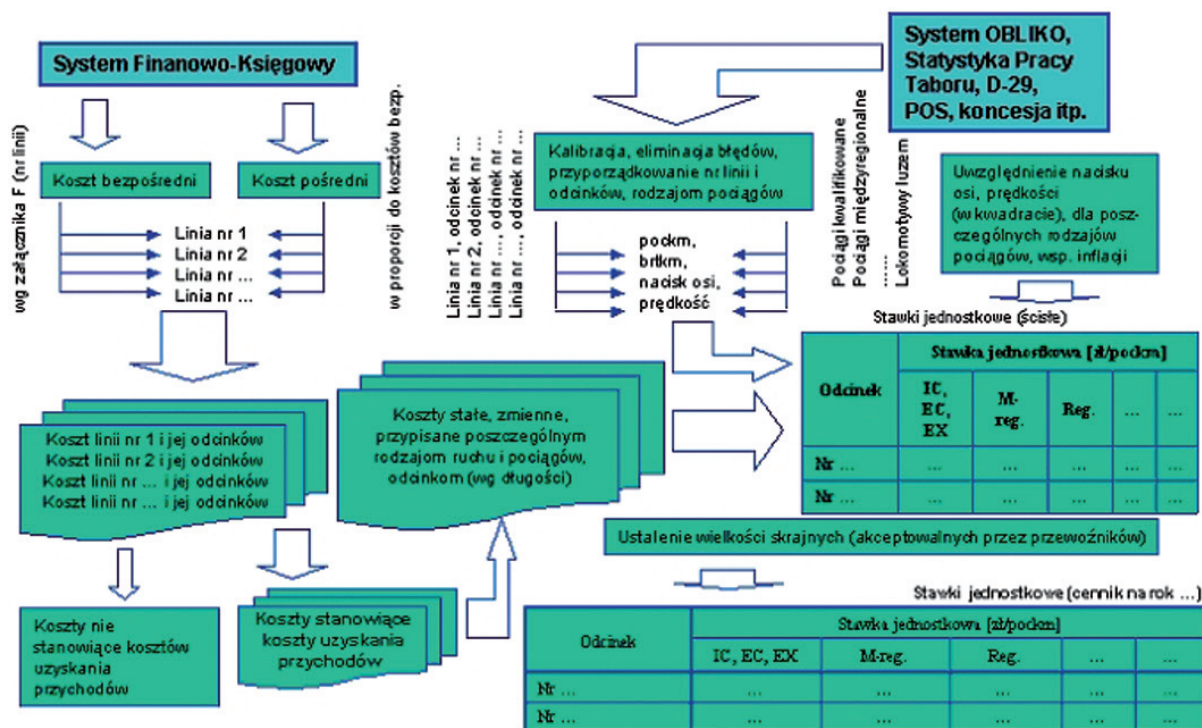 System Finanowo-Księgowy
System OBLIKO,
Statystyka Pracy
Taboru, D-29,
POS, koncesja itp.
wg załącznika F (nr linii)
Koszt bezpośredni
Koszt pośredni
Linia nr 1
Linia nr 2
Linia nr ...
Linia nr ...
w proporcji do kosztów bezp.
Linia nr 1, odcinek nr ...
Linia nr 2, odcinek nr ...
Linia nr ..., odcinek nr ...
Linia nr ..., odcinek nr ...
Kalibracja, eliminacja błędów,
przyporządkowanie nr linii i
odcinków, rodzajom pociągów
pockm,
brtkm,
nacisk osi,
prędkość
Pociągi kwalifikowane
Pociągi międzyregionalne
......
Lokomotywy luzem
Uwzględnienie nacisku
osi, prędkości
(w kwadracie), dla posz-
czególnych rodzajów
pociągów, wsp. inflacji
Stawki jednostkowe (ścisłe)
Odcinek
Stawka jednostkowa [zł/pockm]
IC,
EC,
EX
M-
reg.
Reg.
...
...
Nr ...
...
...
...
...
...
Nr ...
...
...
...
...
...
Koszt linii nr 1 i jej odcinków
Koszt linii nr 2 i jej odcinków
Koszt linii nr ... i jej odcinków
Koszt linii nr ... i jej odcinków
Koszty stałe, zmienne,
przypisane poszczególnym
rodzajom ruchu i pociągów,
odcinkom (wg długości)
Ustalenie wielkości skrajnych (akceptowalnych przez przewoźników)
Koszty nie
stanowiące kosztów
uzyskania
przychodów
Koszty stanowiące
koszty uzyskania
przychodów
Stawki jednostkowe (cennik na rok ...)
Odcinek
Stawka jednostkowa [zł/pockm]
IC, EC, EX
M-reg.
Reg.
...
...
Nr ...
...
...
...
...
...
Nr ...
...
...
...
...
...